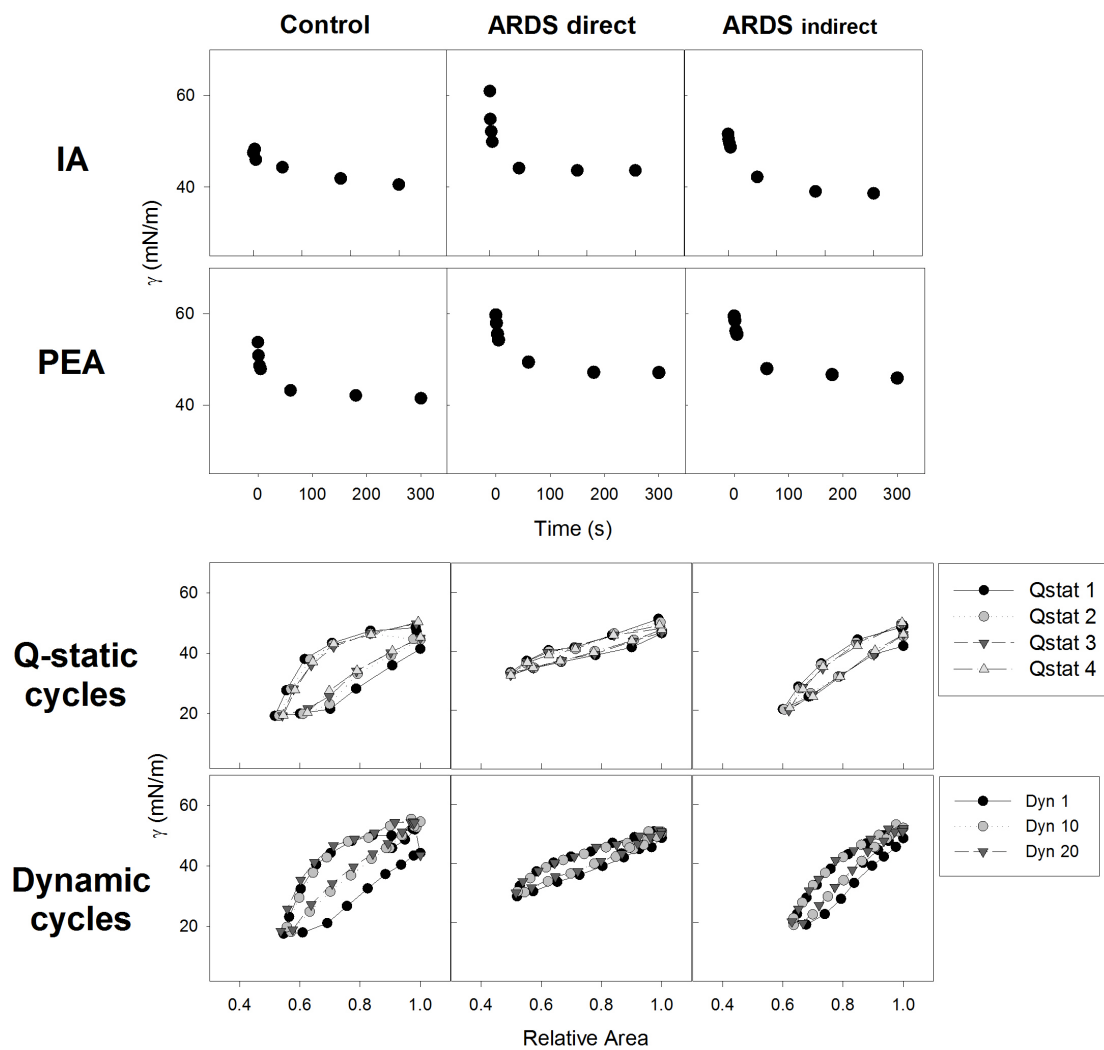 Control ARDS direct ARDS indirect
IA
60
40
γ (mN/m)
PEA
60
40
0 100 200 300 0 100 200 300 0 100 200 300
Time (s)
Q-static
cycles
60
40
20
Qstat 1
Qstat 2
Qstat 3
Qstat 4
γ (mN/m)
Dynamic
cycles
60
40
20
Dyn 1
Dyn 10
Dyn 20
0.4 0.6 0.8 1.0 0.4 0.6 0.8 1.0 0.4 0.6 0.8 1.0
Relative Area